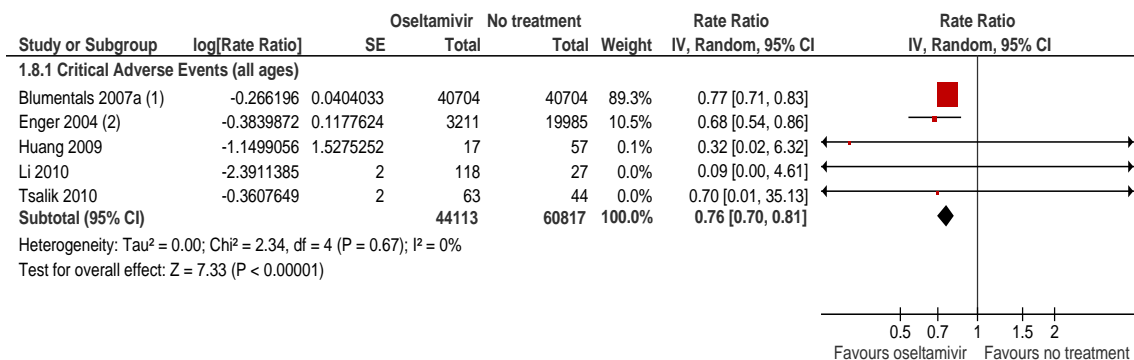 Oseltamivir No treatment Rate Ratio Rate Ratio
Study or Subgroup log[Rate Ratio] SE Total Total Weight IV, Random, 95% CI IV, Random, 95% CI
1.8.1 Critical Adverse Events (all ages)
Blumentals 2007a (1) -0.266196 0.0404033 40704 40704 89.3% 0.77 [0.71, 0.83]
Enger 2004 (2) -0.3839872 0.1177624 3211 19985 10.5% 0.68 [0.54, 0.86]
Huang 2009 -1.1499056 1.5275252 17 57 0.1% 0.32 [0.02, 6.32]
Li 2010 -2.3911385 2 118 27 0.0% 0.09 [0.00, 4.61]
Tsalik 2010 -0.3607649 2 63 44 0.0% 0.70 [0.01, 35.13]
Subtotal (95% CI) 44113 60817 100.0% 0.76 [0.70, 0.81]
Heterogeneity: Tau² = 0.00; Chi² = 2.34, df = 4 (P = 0.67); I² = 0%
Test for overall effect: Z = 7.33 (P < 0.00001)
0.5 0.7 1 1.5 2
Favours oseltamivir Favours no treatment